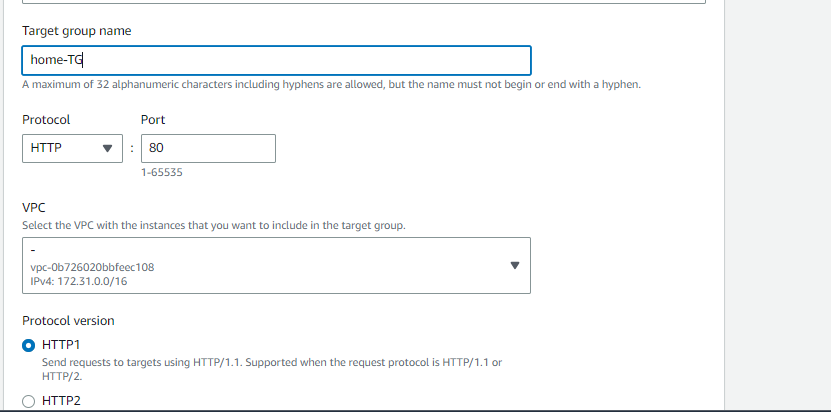 Target group name
home-TG
A maximum of 32 alphanumeric characters including hyphens are allowed, but the name must not begin or end with a hyphen.
Protocol Port
HTTP : 80
1-65535
VPC
Select the VPC with the instances that you want to include in the target group.
-
vpc-0b726020bbfeec108
IPv4: 172.31.0.0/16
Protocol version
HTTP1
Send requests to targets using HTTP/1.1. Supported when the request protocol is HTTP/1.1 or
HTTP/2.
HTTP2